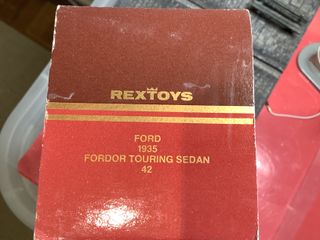 REXTOYS
FORD
1935
FORDOR TOURING SEDAN
42